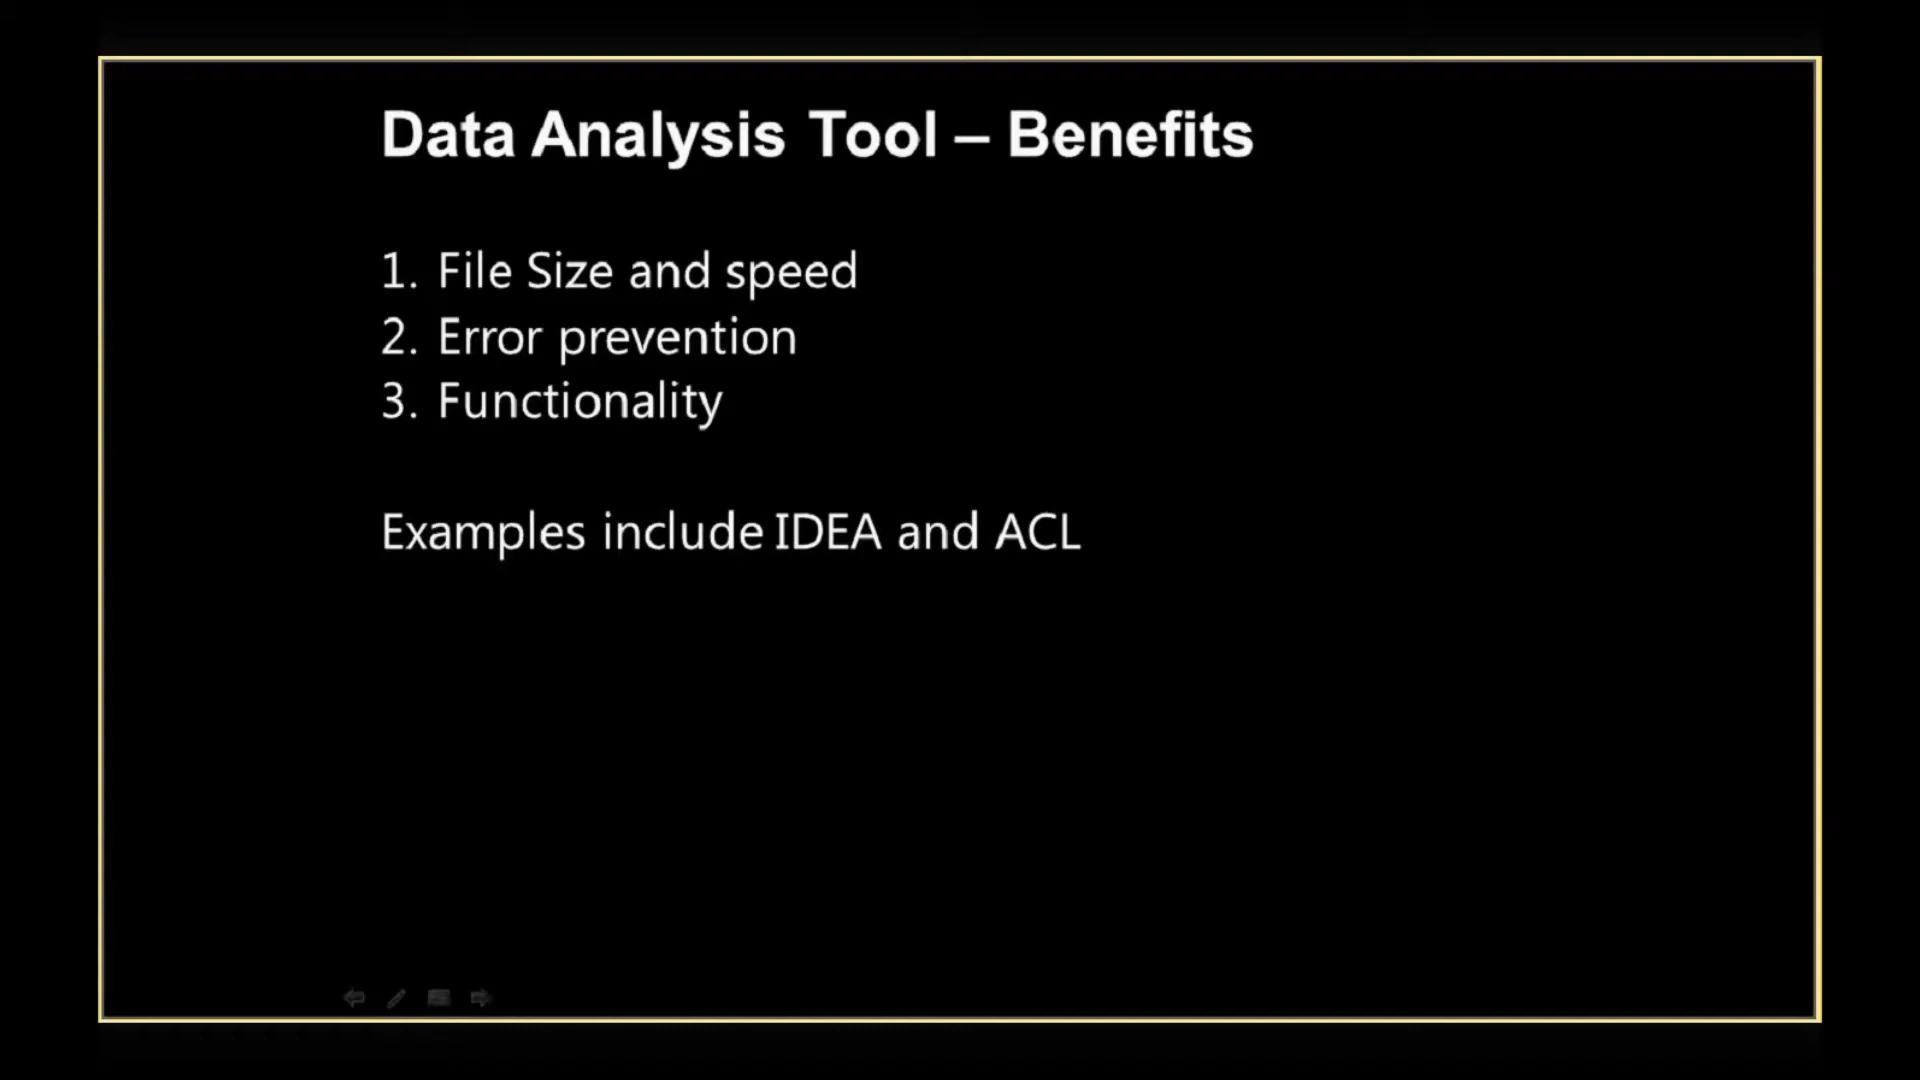 Data Analysis Tool – Benefits
1. File Size and speed
2. Error prevention
3. Functionality
Examples include IDEA and ACL